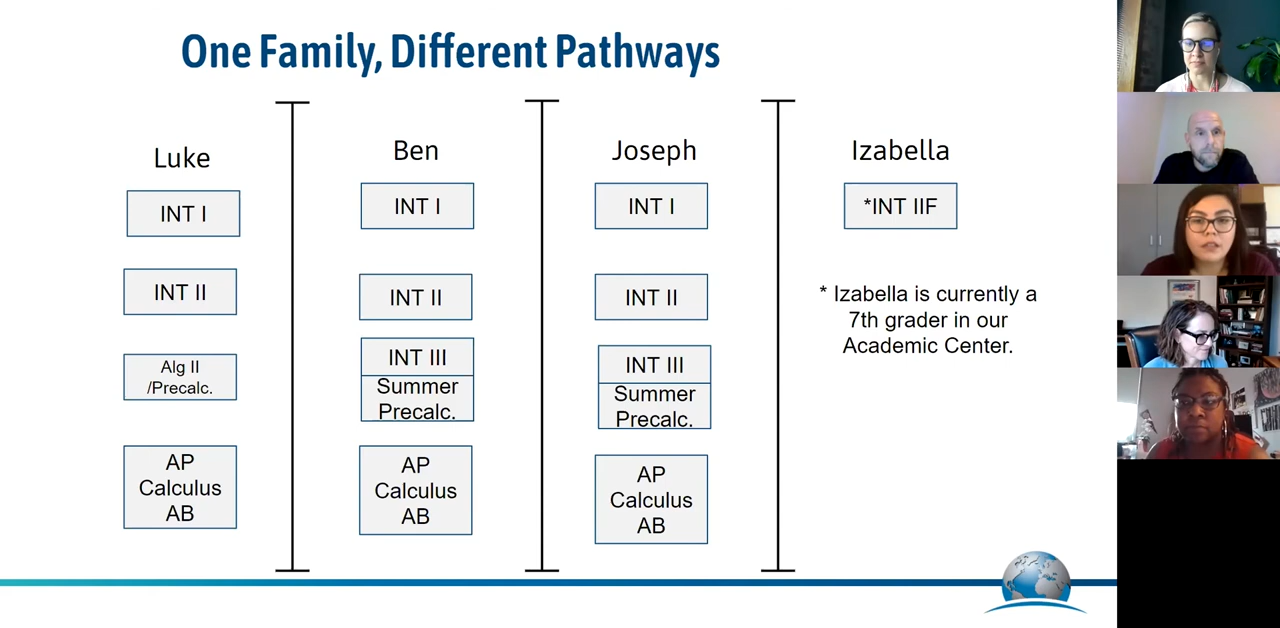 One Family, Different Pathways
Luke
INT I
INT II
Alg II
/Precalc.
AP
Calculus
AB
Ben
INT I
INT II
INT III
Summer
Precalc.
AP
Calculus
AB
Joseph
INT I
INT II
INT III
Summer
Precalc.
AP
Calculus
AB
Izabella
*INT IIF
* Izabella is currently a
7th grader in our
Academic Center.